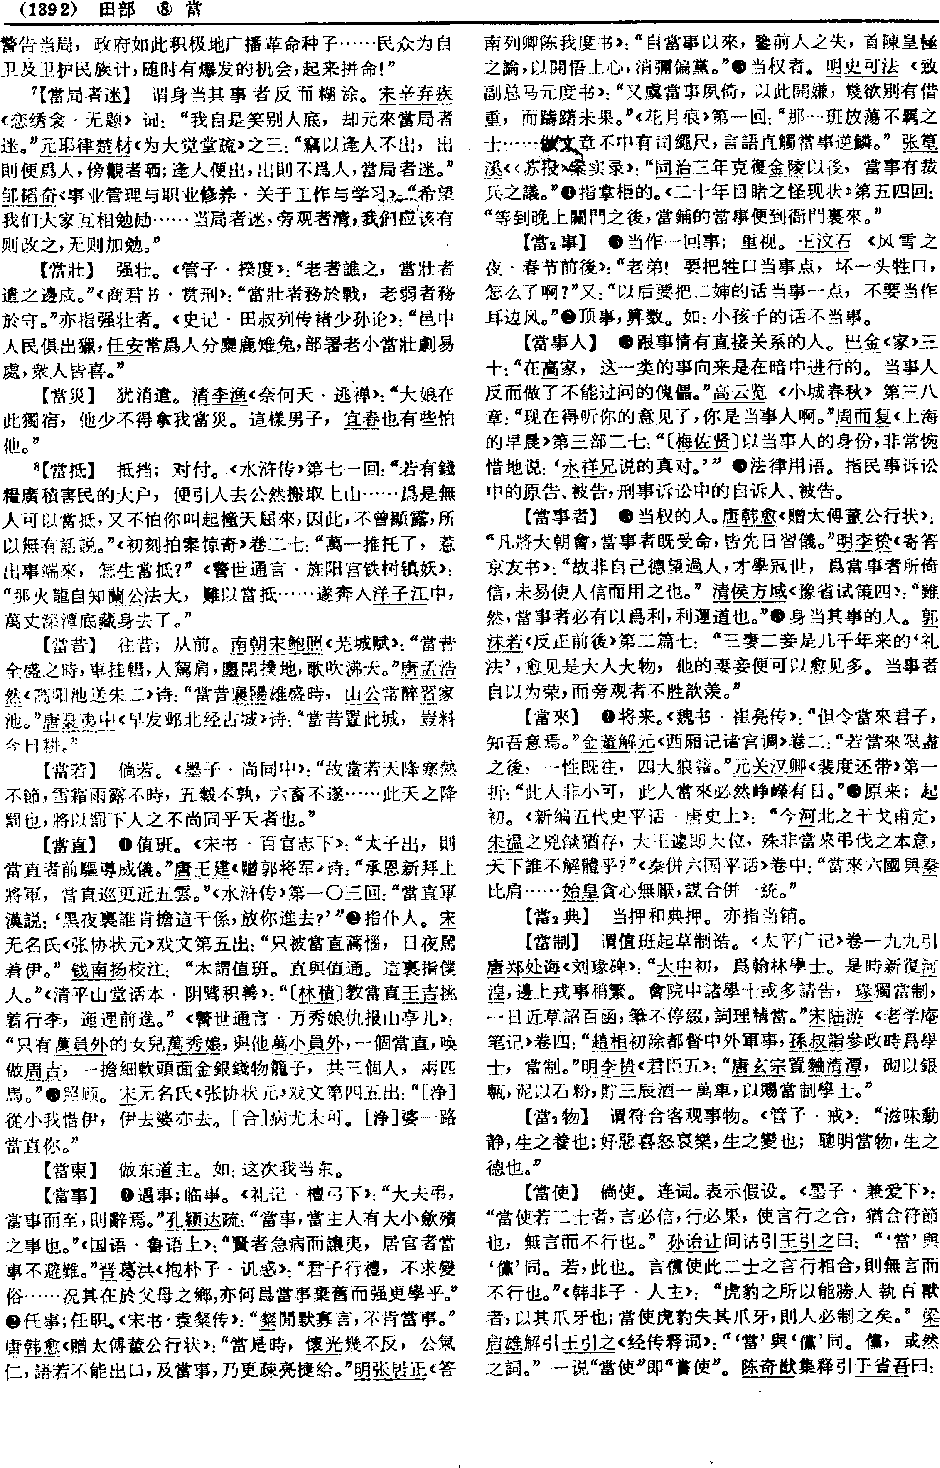 (1392) 田部 ⑧ 當
警告当局，政府如此积极地广播革命种子……民众为自
卫及卫护民族计，随时有爆发的机会，起来拼命！”
⁷【當局者迷】 谓身当其事者反而糊涂。宋辛弃疾
《恋绣衾·无题》词：“我自是笑别人底，却元來當局者
迷。”元耶律楚材《为大觉堂疏》之三：“竊以逢人不出，出
則便爲人，傍觀者哂；逢人便出，出則不爲人，當局者迷。”
邹韬奋《事业管理与职业修养·关于工作与学习》：“希望
我们大家互相勉励……当局者迷，旁观者清，我们应该有
则改之，无则加勉。”
【當壯】 强壮。《管子·揆度》：“老者譙之，當壯者
遣之邊戍。”《商君书·赏刑》：“當壯者務於戰，老弱者務
於守。”亦指强壮者。《史记·田叔列传褚少孙论》：“邑中
人民俱出獵，任安常爲人分麋鹿雉兔，部署老小當壯劇易
處，衆人皆喜。”
【當災】 犹消遣。清李渔《奈何天·逃禅》：“大娘在
此獨宿，他少不得拿我當災。這樣男子，宜春也有些怕
他。”
⁸【當抵】 抵挡；对付。《水浒传》第七一回：“若有錢
糧廣積害民的大户，便引人去公然搬取上山……爲是無
人可以當抵，又不怕你叫起撞天屈來，因此，不曾顯露，所
以無有話説。”《初刻拍案惊奇》卷二七：“萬一推托了，惹
出事端來，怎生當抵？”《警世通言·旌阳宫铁树镇妖》：
“那火龍自知蘭公法大，難以當抵……遂奔入洋子江中，
萬丈深潭底藏身去了。”
【當昔】 往昔；从前。南朝宋鲍照《芜城赋》：“當昔
全盛之時，車挂轊，人駕肩，廛閈撲地，歌吹沸天。”唐孟浩
然《高阳池送朱二》诗：“當昔襄陽雄盛時，山公常醉習家
池。”唐聂夷中《早发邺北经古城》诗：“當昔置此城，豈料
今日耕。”
【當若】 倘若。《墨子·尚同中》：“故當若天降寒熱
不節，雪霜雨露不時，五穀不孰，六畜不遂……此天之降
罰也，將以罰下人之不尚同乎天者也。”
【當直】 ❶值班。《宋书·百官志下》：“太子出，則
當直者前驅導威儀。”唐王建《赠郭将军》诗：“承恩新拜上
將軍，當直巡更近五雲。”《水浒传》第一〇三回：“當直軍
漢説：‘黑夜裏誰肯擔這干係，放你進去？’”❷指仆人。宋
无名氏《张协状元》戏文第五出：“只被當直蒿惱，日夜罵
着伊。”钱南扬校注：“本謂值班。直與值通。這裏指僕
人。”《清平山堂话本·阴骘积善》：“〔林積〕教當直王吉挑
着行李，迤逦前進。”《警世通言·万秀娘仇报山亭儿》：
“只有萬員外的女兒萬秀娘，與他萬小員外，一個當直，喚
做周吉，一擔細軟頭面金銀錢物籠子，共三個人，兩匹
馬。”❸照顾。宋无名氏《张协状元》戏文第四五出：“［净］
從小我惜伊，伊去婆亦去。［合］病尤未可。［净］婆一路
當直你。”
【當東】 做东道主。如：这次我当东。
【當事】 ❶遇事；临事。《礼记·檀弓下》：“大夫弔，
當事而至，則辭焉。”孔颖达疏：“當事，當主人有大小斂殯
之事也。”《国语·鲁语上》：“賢者急病而讓夷，居官者當
事不避難。”晋葛洪《抱朴子·讥惑》：“君子行禮，不求變
俗……况其在於父母之鄉，亦何爲當事棄舊而强更學乎。”
❷任事；任职。《宋书·袁粲传》：“粲閒默寡言，不肯當事。”
唐韩愈《赠太傅董公行状》：“當是時，懷光幾不反，公氣
仁，語若不能出口，及當事，乃更疎亮捷給。”明张居正《答
南列卿陈我度书》：“自當事以來，鑒前人之失，首陳皇極
之論，以開悟上心，消彌偏黨。”❸当权者。明史可法《致
副总马元度书》：“又虞當事夙倚，以此開嫌，幾欲别有借
重，而躊躇未果。”《花月痕》第一回：“那一班放蕩不羈之
士……做文章不中有司繩尺，言語直觸當事逆鱗。”张篁
溪《苏报案实录》：“同治三年克復金陵以後，當事有裁
兵之議。”❹指掌柜的。《二十年目睹之怪现状》第五四回：
“等到晚上關門之後，當鋪的當事便到衙門裏來。”
【當₂事】 ❶当作一回事；重视。王汶石《风雪之
夜·春节前後》：“老弟！要把牲口当事点，坏一头牲口，
怎么了啊？”又：“以后要把二婶的话当事一点，不要当作
耳边风。”❷顶事，算数。如：小孩子的话不当事。
【當事人】 ❶跟事情有直接关系的人。巴金《家》三
十：“在高家，这一类的事向来是在暗中进行的。当事人
反而做了不能过问的傀儡。”高云览《小城春秋》第三八
章：“现在得听你的意见了，你是当事人啊。”周而复《上海
的早晨》第三部二七：“〔梅佐贤〕以当事人的身份，非常惋
惜地说：‘永祥兄说的真对。’”❷法律用语。指民事诉讼
中的原告、被告，刑事诉讼中的自诉人、被告。
【當事者】 ❶当权的人。唐韩愈《赠太傅董公行状》：
“凡將大朝會，當事者既受命，皆先日習儀。”明李贽《寄答
京友书》：“故非自己德望過人，才學冠世，爲當事者所倚
信，未易使人信而用之也。”清侯方域《豫省试策四》：“雖
然，當事者必有以爲利，利運道也。”❷身当其事的人。郭
沫若《反正前後》第二篇七：“三妻二妾是几千年来的‘礼
法’，愈见是大人大物，他的妻妾便可以愈见多。当事者
自以为荣，而旁观者不胜歆羡。”
【當來】 ❶将来。《魏书·崔亮传》：“但令當來君子，
知吾意焉。”金董解元《西厢记诸宫调》卷二：“若當來限盡
之後，一性既往，四大狼藉。”元关汉卿《裴度还带》第一
折：“此人非小可，此人當來必然崢嶸有日。”❷原来；起
初。《新编五代史平话·唐史上》：“今河北之干戈甫定，
朱温之兇燄猶存，大王遽即大位，殊非當來弔伐之本意，
天下誰不解體乎？”《秦併六国平话》卷中：“當來六國與秦
比肩……始皇貪心無厭，謀合併一統。”
【當₂典】 当押和典押。亦指当铺。
【當制】 谓值班起草制诰。《太平广记》卷一九九引
唐郑处海《刘瑑碑》：“大中初，爲翰林學士。是時新復河
湟，邊上戎事稍繁。會院中諸學士或多請告，瑑獨當制，
一日近草詔百函，筆不停綴，詞理精當。”宋陆游《老学庵
笔记》卷四：“趙相初除都督中外軍事，孫叔詣參政時爲學
士，當制。”明李贽《君臣五》：“唐玄宗置麴清潭，砌以銀
甎，泥以石粉，貯三辰酒一萬車，以賜當制學士。”
【當₂物】 谓符合客观事物。《管子·戒》：“滋味動
静，生之養也；好惡喜怒哀樂，生之變也；聰明當物，生之
德也。”
【當使】 倘使。连词。表示假设。《墨子·兼爱下》：
“當使若二士者，言必信，行必果，使言行之合，猶合符節
也，無言而不行也。”孙诒让间诂引王引之曰：“‘當’與
‘儻’同。若，此也。言儻使此二士之言行相合，則無言而
不行也。”《韩非子·人主》：“虎豹之所以能勝人執百獸
者，以其爪牙也；當使虎豹失其爪牙，則人必制之矣。”梁
启雄解引王引之《经传释词》：“‘當’與‘儻’同。儻，或然
之詞。”一说“當使”即“嘗使”。陈奇猷集释引于省吾曰：